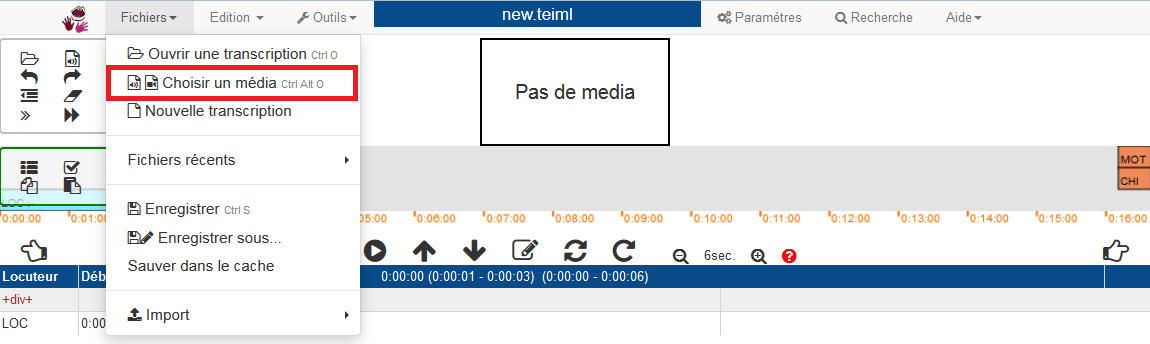 Fichiers Edition Outils new.teiml Paramètres Recherche Aide
Ouvrir une transcription Ctrl O
Choisir un média Ctrl Alt O
Nouvelle transcription
Pas de media
Fichiers récents
MOT
CHI
LOC
0:00:00 0:01:00 05:00 0:06:00 0:07:00 0:08:00 0:09:00 0:10:00 0:11:00 0:12:00 0:13:00 0:14:00 0:15:00 0:16:00
Enregistrer Ctrl S
Enregistrer sous...
Sauver dans le cache
6sec. ?
Locuteur Déb 0:00:00 (0:00:01 - 0:00:03) (0:00:00 - 0:00:06)
+div+
LOC 0:00
Import